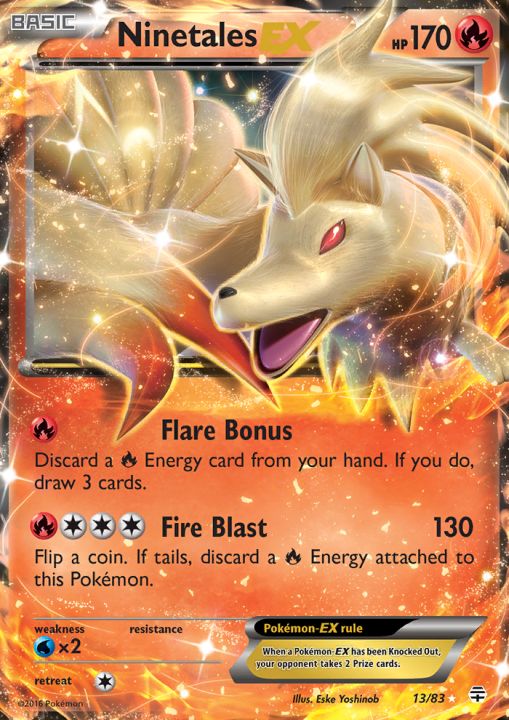 BASIC
Ninetales EX
HP 170
Flare Bonus
Discard a Energy card from your hand. If you do,
draw 3 cards.
Fire Blast 130
Flip a coin. If tails, discard a Energy attached to
this Pokémon.
weakness resistance
×2
Pokémon-EX rule
When a Pokémon-EX has been Knocked Out,
your opponent takes 2 Prize cards.
retreat
©2016 Pokémon
Illus. Eske Yoshinob
13/83